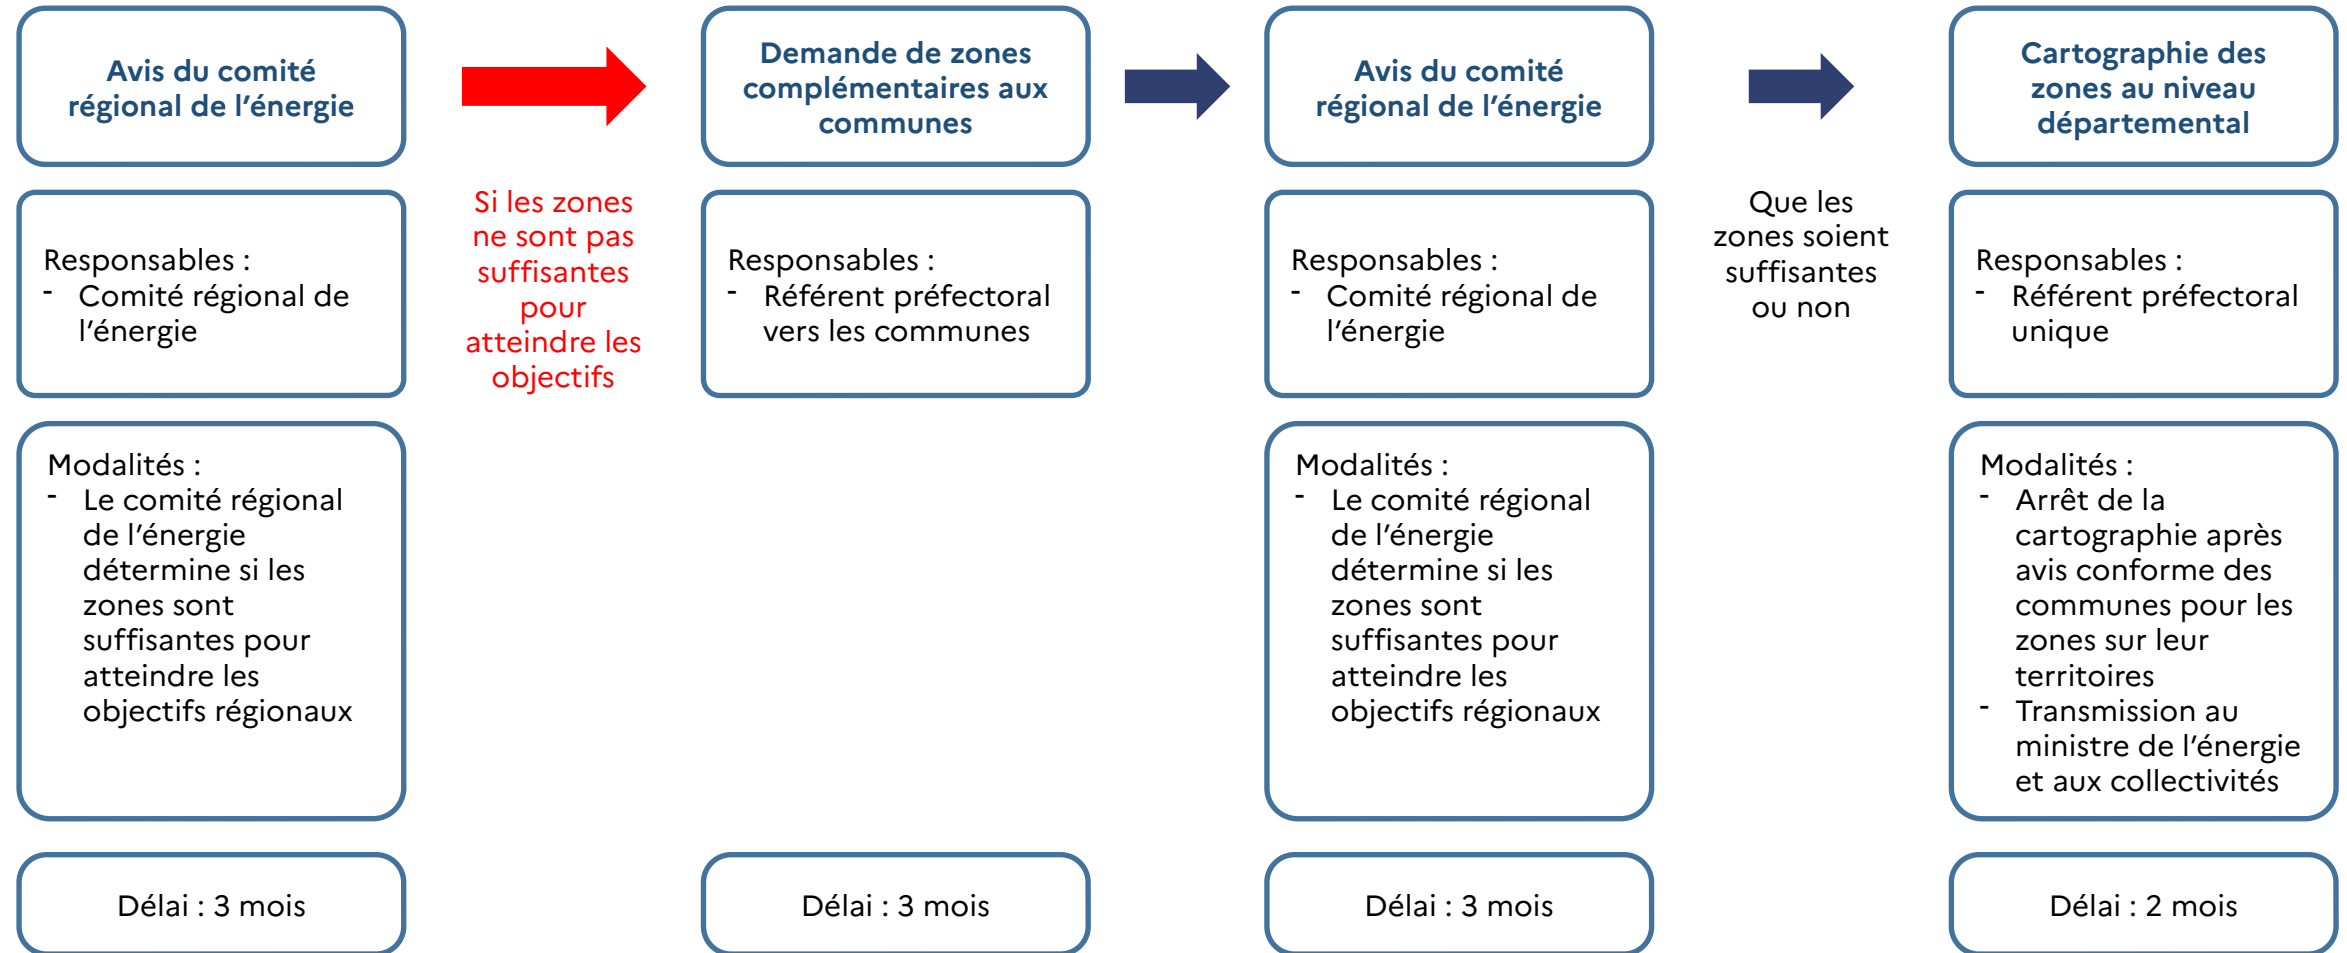 Avis du comité
régional de l’énergie
Demande de zones
complémentaires aux
communes
Avis du comité
régional de l’énergie
Cartographie des
zones au niveau
départemental
Responsables :
- Comité régional de
l’énergie
Si les zones
ne sont pas
suffisantes
pour
atteindre les
objectifs
Responsables :
- Référent préfectoral
vers les communes
Responsables :
- Comité régional de
l’énergie
Que les
zones soient
suffisantes
ou non
Responsables :
- Référent préfectoral
unique
Modalités :
- Le comité régional
de l’énergie
détermine si les
zones sont
suffisantes pour
atteindre les
objectifs régionaux
Modalités :
- Le comité régional
de l’énergie
détermine si les
zones sont
suffisantes pour
atteindre les
objectifs régionaux
Modalités :
- Arrêt de la
cartographie après
avis conforme des
communes pour les
zones sur leur
territoires
- Transmission au
ministre de l’énergie
et aux collectivités
Délai : 3 mois
Délai : 3 mois
Délai : 3 mois
Délai : 2 mois